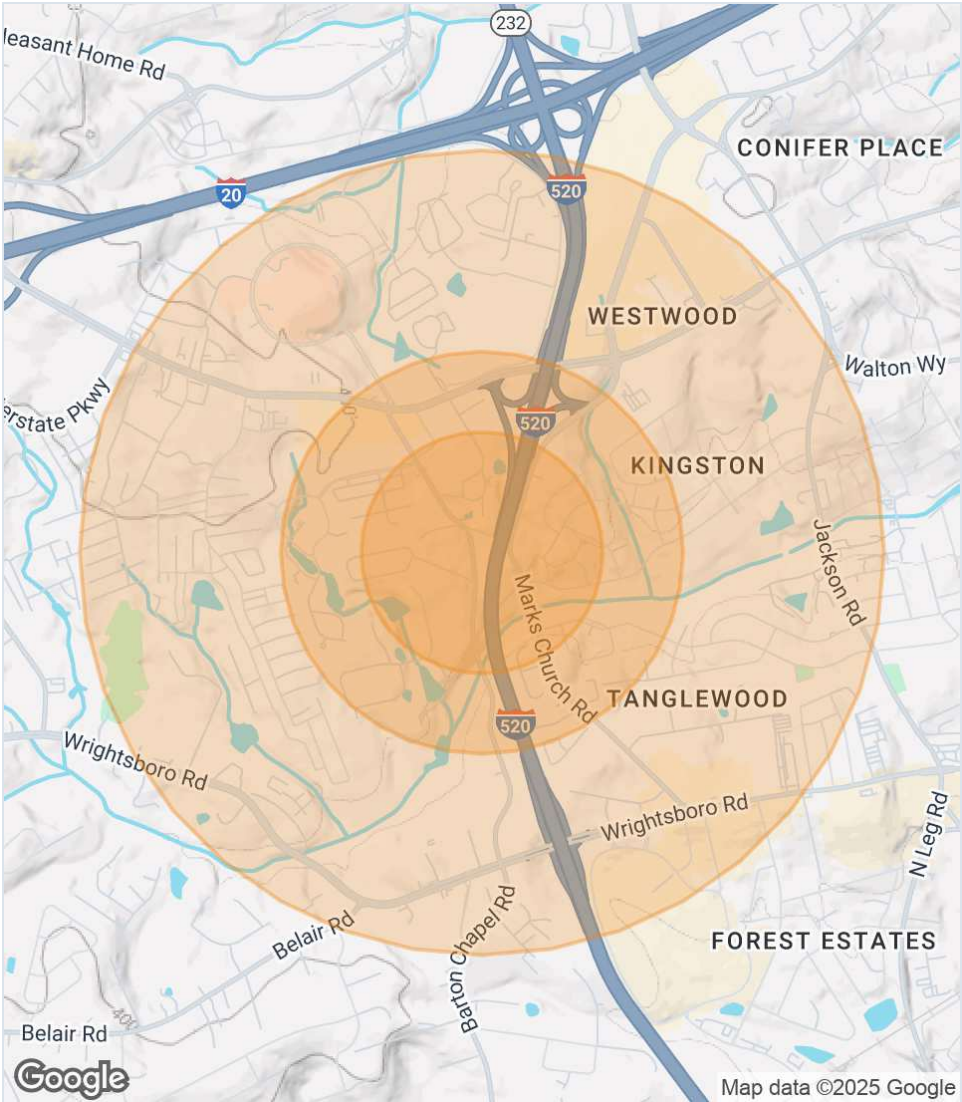 232
leasant Home Rd
CONIFER PLACE
20
520
WESTWOOD
Walton Wy
erstate Pkwy
400
520
KINGSTON
Jackson Rd
Marks Church Rd
TANGLEWOOD
520
Wrightsboro Rd
Wrightsboro Rd
N Leg Rd
Belair Rd
Barton Chapel Rd
FOREST ESTATES
400
Belair Rd
Google
Map data ©2025 Google